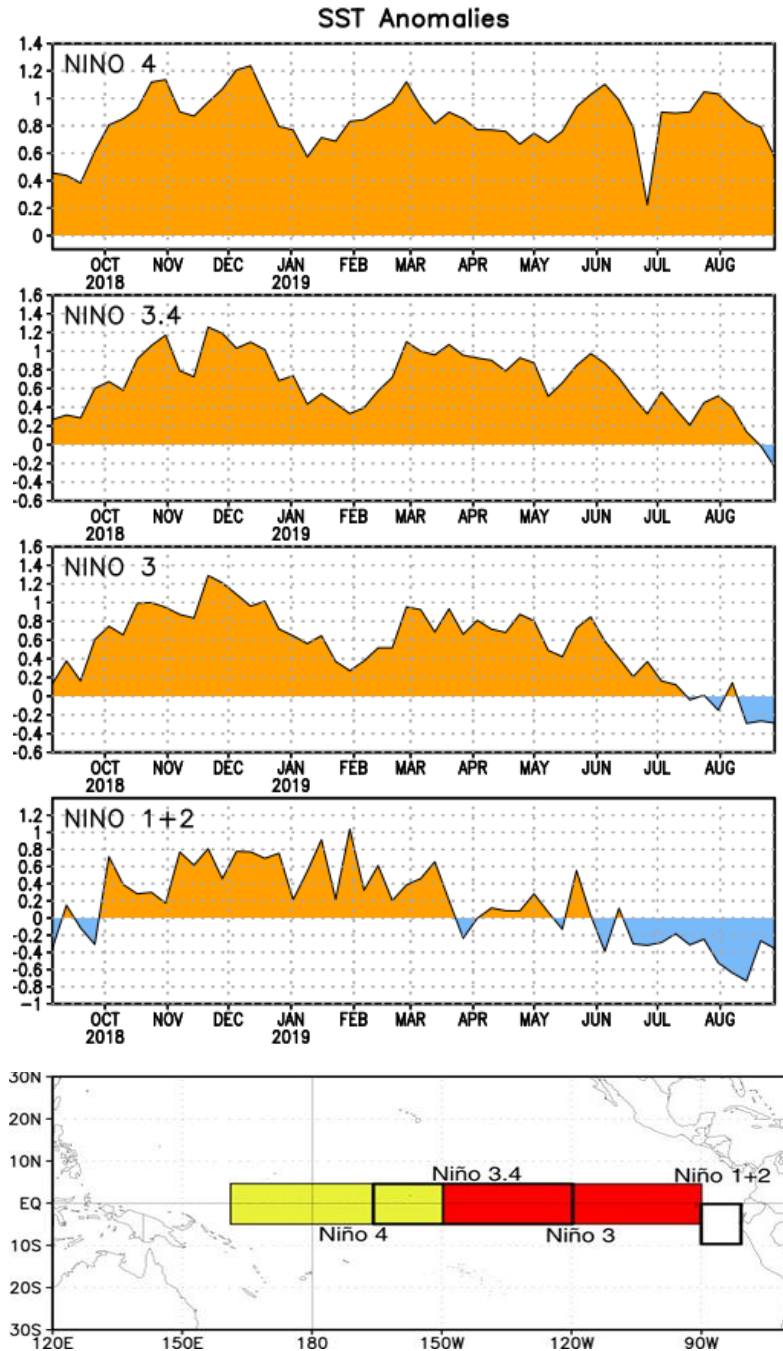 SST Anomalies
NINO 4
1.4
1.2
1
0.8
0.6
0.4
0.2
0
OCT NOV DEC JAN FEB MAR APR MAY JUN JUL AUG
2018 2019
NINO 3.4
1.6
1.4
1.2
1
0.8
0.6
0.4
0.2
0
-0.2
-0.4
-0.6
OCT NOV DEC JAN FEB MAR APR MAY JUN JUL AUG
2018 2019
NINO 3
1.6
1.4
1.2
1
0.8
0.6
0.4
0.2
0
-0.2
-0.4
-0.6
OCT NOV DEC JAN FEB MAR APR MAY JUN JUL AUG
2018 2019
NINO 1+2
1.2
1
0.8
0.6
0.4
0.2
0
-0.2
-0.4
-0.6
-0.8
-1
OCT NOV DEC JAN FEB MAR APR MAY JUN JUL AUG
2018 2019
30N
20N
10N
Niño 3.4 Niño 1+2
EQ
Niño 4 Niño 3
10S
20S
30S
120E 150E 180 150W 120W 90W